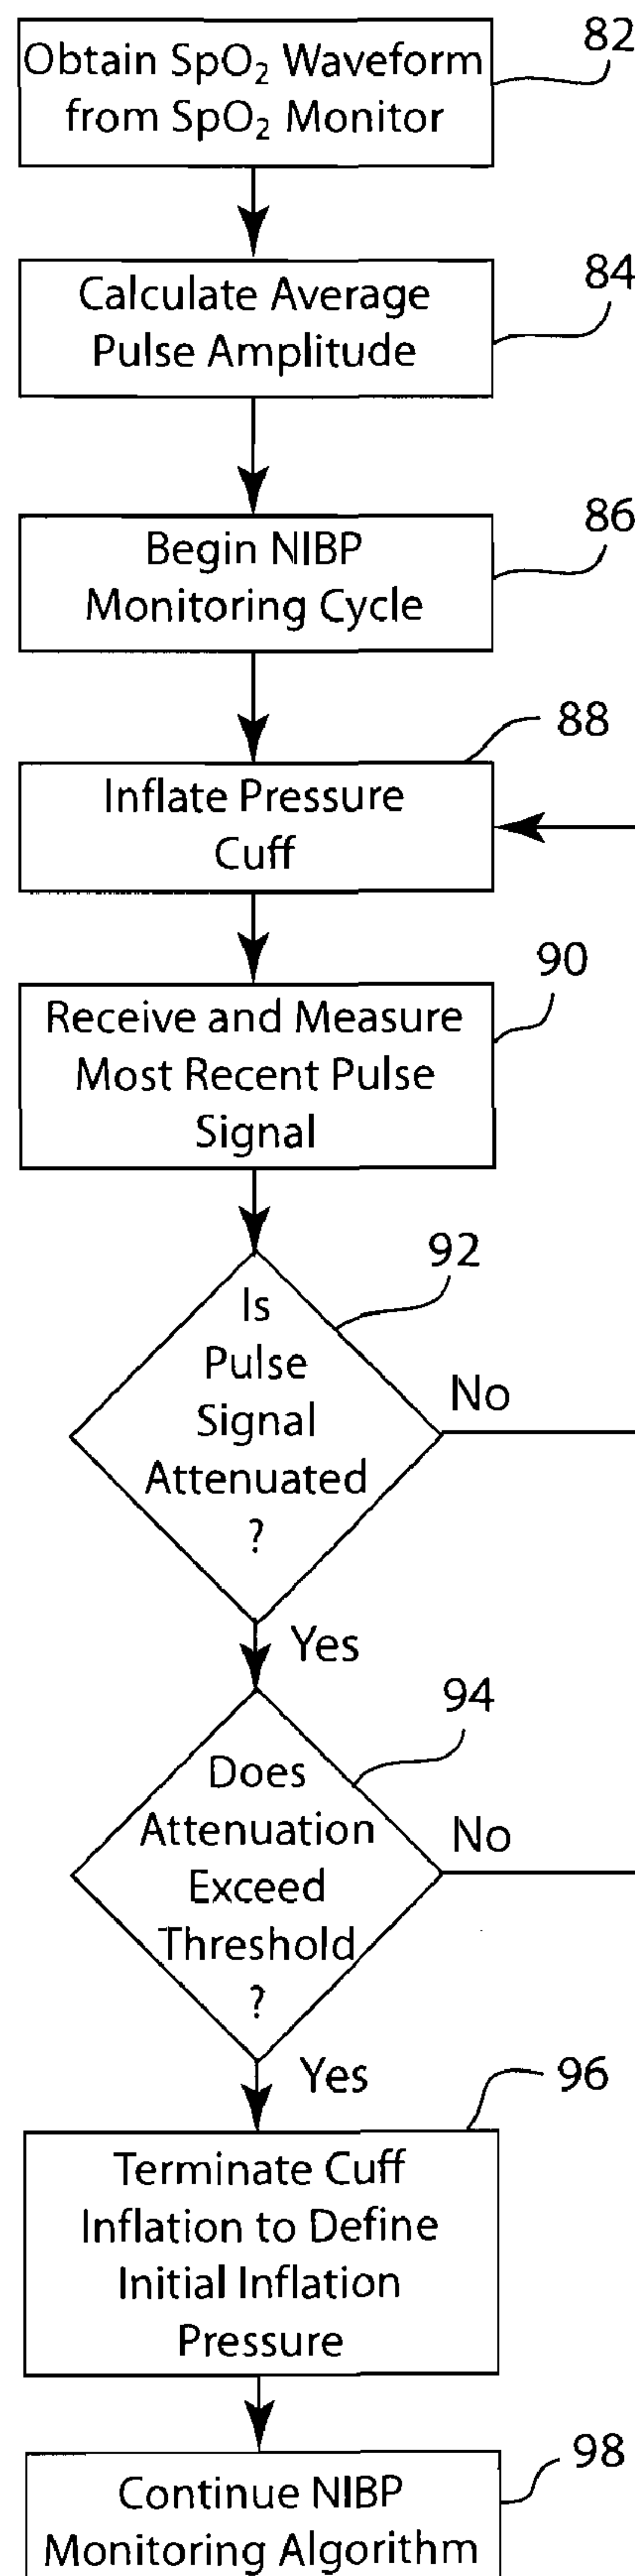 Obtain SpO₂ Waveform
from SpO₂ Monitor
82
Calculate Average
Pulse Amplitude
84
Begin NIBP
Monitoring Cycle
86
88
Inflate Pressure
Cuff
90
Receive and Measure
Most Recent Pulse
Signal
92
Is
Pulse
Signal
Attenuated
?
No
Yes
94
Does
Attenuation
Exceed
Threshold
?
No
Yes
96
Terminate Cuff
Inflation to Define
Initial Inflation
Pressure
98
Continue NIBP
Monitoring Algorithm